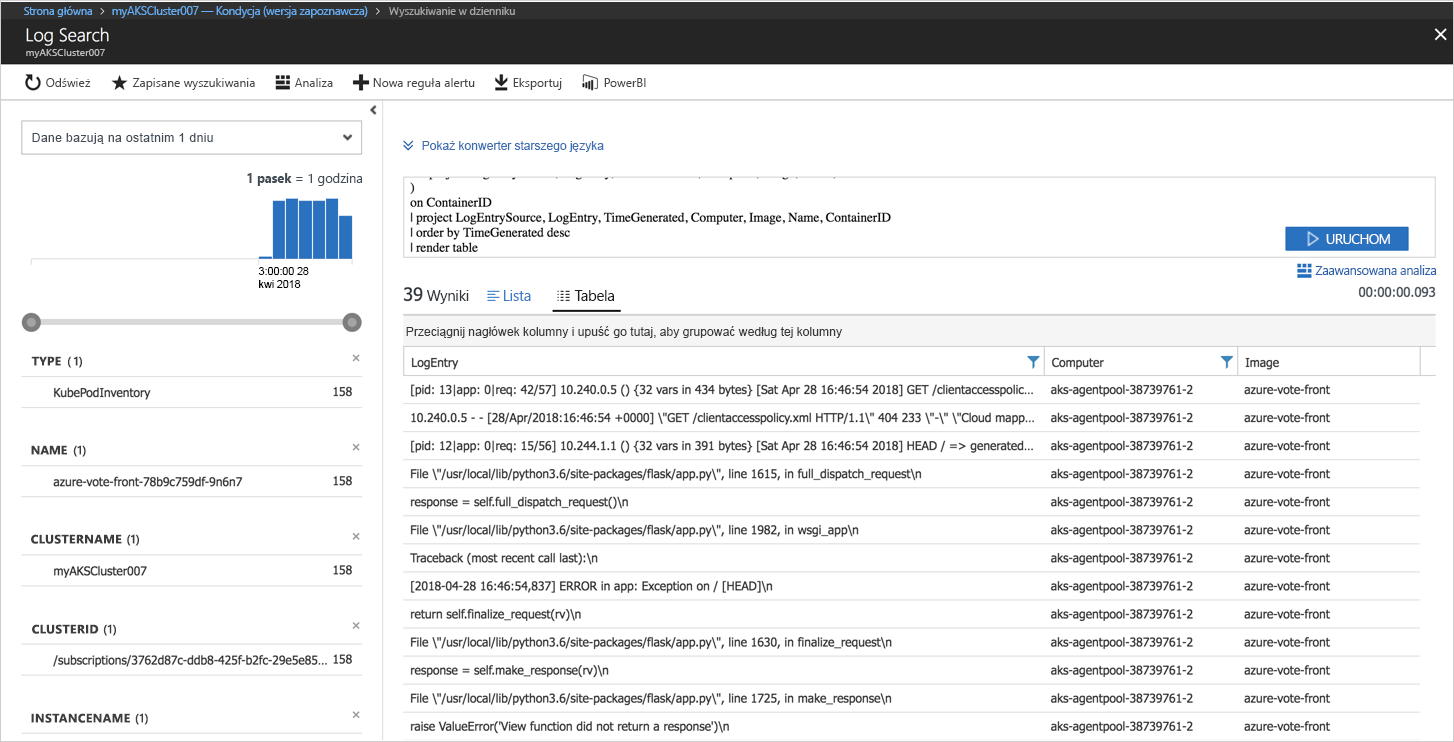 Strona główna > myAKSCluster007 — Kondycja (wersja zapoznawcza) > Wyszukiwanie w dzienniku
Log Search
myAKSCluster007
Odśwież Zapisane wyszukiwania Analiza Nowa reguła alertu Eksportuj PowerBI
Dane bazują na ostatnim 1 dniu
1 pasek = 1 godzina
3:00:00 28
kwi 2018
TYPE (1)
KubePodInventory 158
NAME (1)
azure-vote-front-78b9c759df-9n6n7 158
CLUSTERNAME (1)
myAKSCluster007 158
CLUSTERID (1)
/subscriptions/3762d87c-ddb8-425f-b2fc-29e5e85... 158
INSTANCENAME (1)
Pokaż konwerter starszego języka
)
on ContainerID
| project LogEntrySource, LogEntry, TimeGenerated, Computer, Image, Name, ContainerID
| order by TimeGenerated desc
| render table
URUCHOM
Zaawansowana analiza
39 Wyniki Lista Tabela
00:00:00.093
Przeciągnij nagłówek kolumny i upuść go tutaj, aby grupować według tej kolumny
LogEntry Computer Image
[pid: 13|app: 0|req: 42/57] 10.240.0.5 () {32 vars in 434 bytes} [Sat Apr 28 16:46:54 2018] GET /clientaccesspolic... aks-agentpool-38739761-2 azure-vote-front
10.240.0.5 - - [28/Apr/2018:16:46:54 +0000] \"GET /clientaccesspolicy.xml HTTP/1.1\" 404 233 \"-\" \"Cloud mapp... aks-agentpool-38739761-2 azure-vote-front
[pid: 12|app: 0|req: 15/56] 10.244.1.1 () {32 vars in 391 bytes} [Sat Apr 28 16:46:54 2018] HEAD / => generated... aks-agentpool-38739761-2 azure-vote-front
File \"/usr/local/lib/python3.6/site-packages/flask/app.py\", line 1615, in full_dispatch_request\n aks-agentpool-38739761-2 azure-vote-front
response = self.full_dispatch_request()\n aks-agentpool-38739761-2 azure-vote-front
File \"/usr/local/lib/python3.6/site-packages/flask/app.py\", line 1982, in wsgi_app\n aks-agentpool-38739761-2 azure-vote-front
Traceback (most recent call last):\n aks-agentpool-38739761-2 azure-vote-front
[2018-04-28 16:46:54,837] ERROR in app: Exception on / [HEAD]\n aks-agentpool-38739761-2 azure-vote-front
return self.finalize_request(rv)\n aks-agentpool-38739761-2 azure-vote-front
File \"/usr/local/lib/python3.6/site-packages/flask/app.py\", line 1630, in finalize_request\n aks-agentpool-38739761-2 azure-vote-front
response = self.make_response(rv)\n aks-agentpool-38739761-2 azure-vote-front
File \"/usr/local/lib/python3.6/site-packages/flask/app.py\", line 1725, in make_response\n aks-agentpool-38739761-2 azure-vote-front
raise ValueError('View function did not return a response')\n aks-agentpool-38739761-2 azure-vote-front